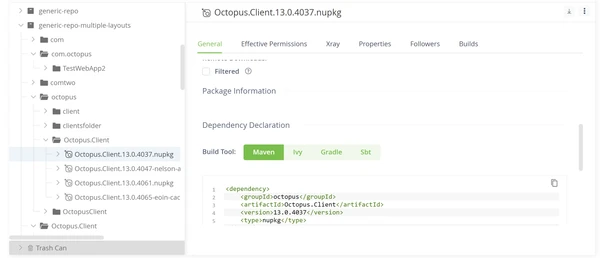 generic-repo
generic-repo-multiple-layouts
com
com.octopus
TestWebApp2
comtwo
octopus
client
clientsfolder
Octopus.Client
Octopus.Client.13.0.4037.nupkg
Octopus.Client.13.0.4047-nelson-a
Octopus.Client.13.0.4061.nupkg
Octopus.Client.13.0.4065-eoin-cac
OctopusClient
Octopus.Client
Trash Can
Octopus.Client.13.0.4037.nupkg
General Effective Permissions Xray Properties Followers Builds
Filtered
Package Information
Dependency Declaration
Build Tool: Maven Ivy Gradle Sbt
1 <dependency>
2 <groupId>octopus</groupId>
3 <artifactId>Octopus.Client</artifactId>
4 <version>13.0.4037</version>
5 <type>nupkg</type>